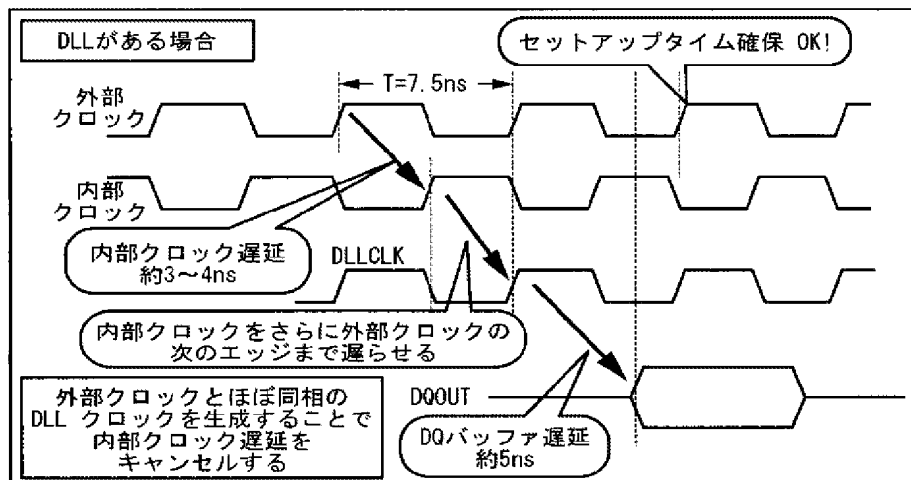 DLLがある場合
セットアップタイム確保 OK!
T=7.5ns
外部
クロック
内部
クロック
内部クロック遅延
約3～4ns
DLLCLK
内部クロックをさらに外部クロックの
次のエッジまで遅らせる
外部クロックとほぼ同相の
DLL クロックを生成することで
内部クロック遅延を
キャンセルする
DQOUT
DQバッファ遅延
約5ns